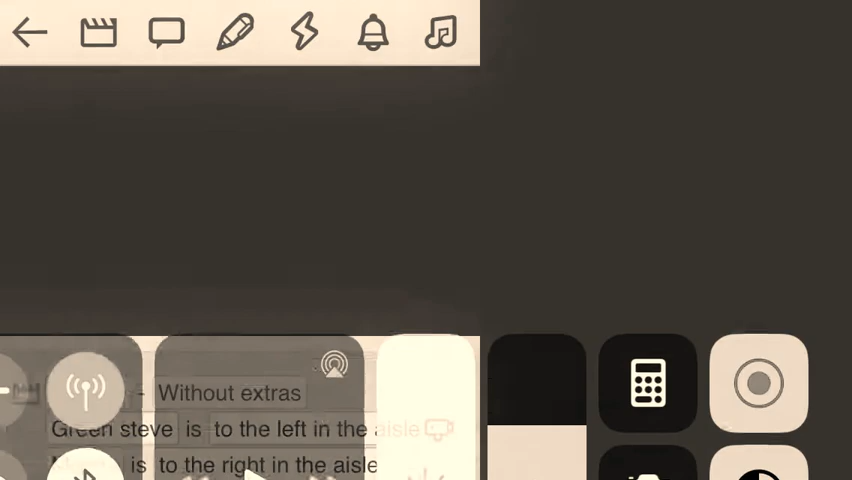 - Without extras
Green steve is to the left in the aisle
is to the right in the aisle